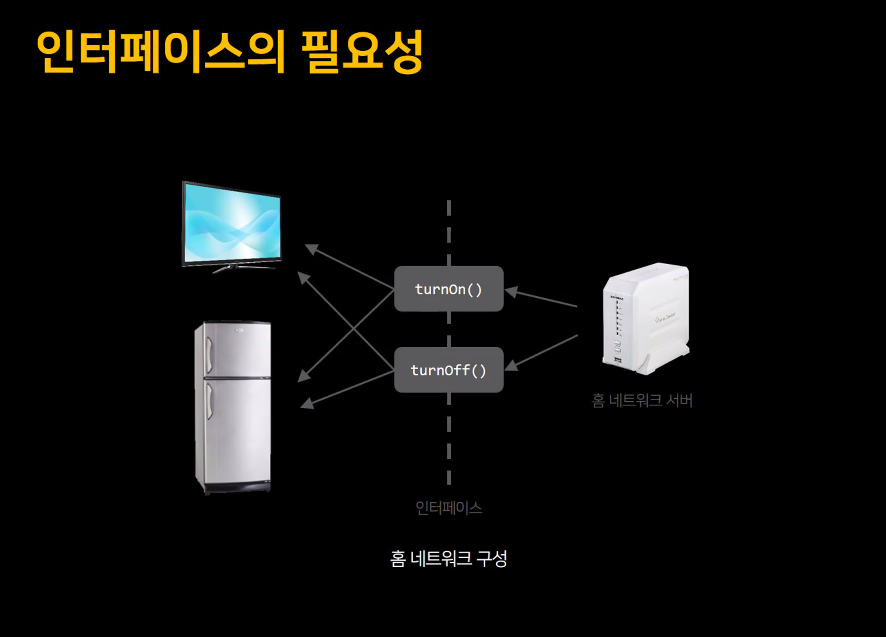 인터페이스의 필요성
turnOn()
turnOff()
홈 네트워크 서버
인터페이스
홈 네트워크 구성